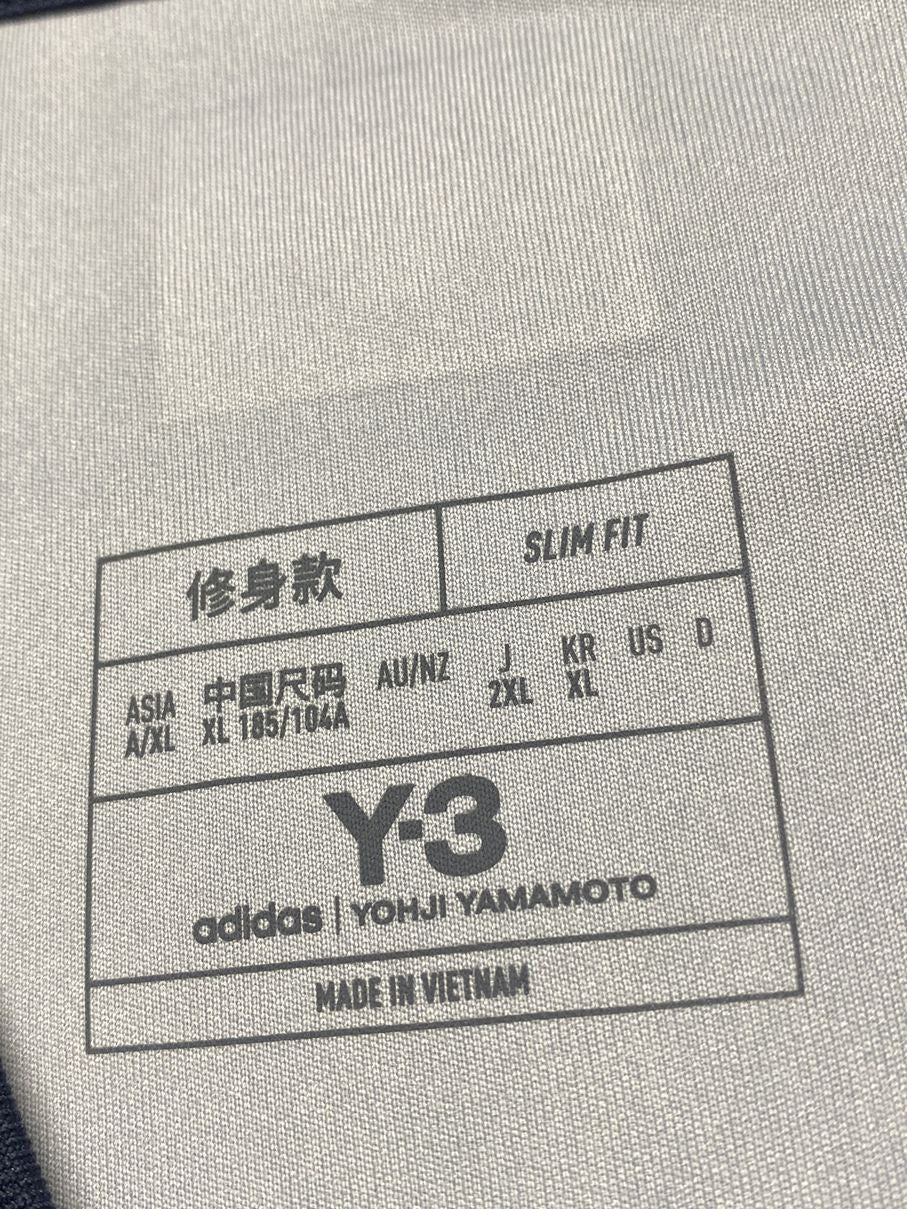 修身款 SLIM FIT
ASIA 中国尺码 AU/NZ J KR US D
A/XL XL 185/104A 2XL XL
Y-3
adidas | YOHJI YAMAMOTO
MADE IN VIETNAM